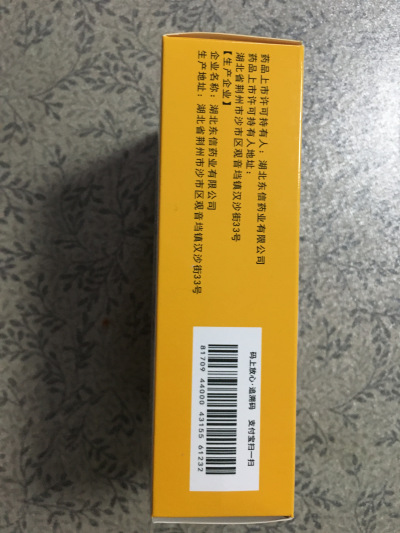 药品上市许可持有人：湖北东信药业有限公司
药品上市许可持有人地址：
湖北省荆州市沙市区观音垱镇汉沙街33号
【生产企业】
企业名称：湖北东信药业有限公司
生产地址：湖北省荆州市沙市区观音垱镇汉沙街33号
码上放心·追溯码 支付宝扫一扫
81709 44000 43155 61232